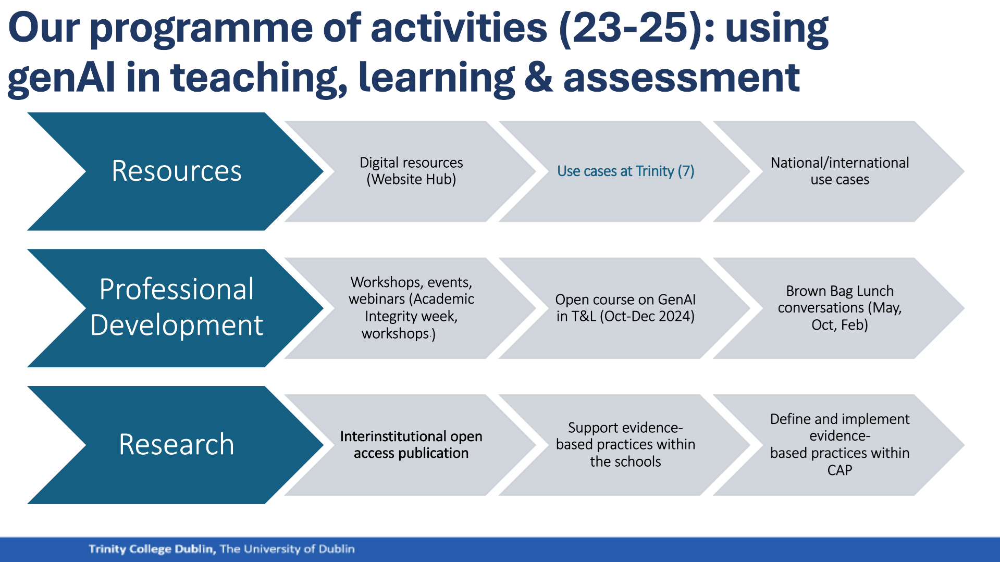 Our programme of activities (23-25): using
genAI in teaching, learning & assessment
Resources
Digital resources
(Website Hub)
Use cases at Trinity (7)
National/international
use cases
Professional
Development
Workshops, events,
webinars (Academic
Integrity week,
workshops.)
Open course on GenAI
in T&L (Oct-Dec 2024)
Brown Bag Lunch
conversations (May,
Oct, Feb)
Research
Interinstitutional open
access publication
Support evidence-
based practices within
the schools
Define and implement
evidence-
based practices within
CAP
Trinity College Dublin, The University of Dublin